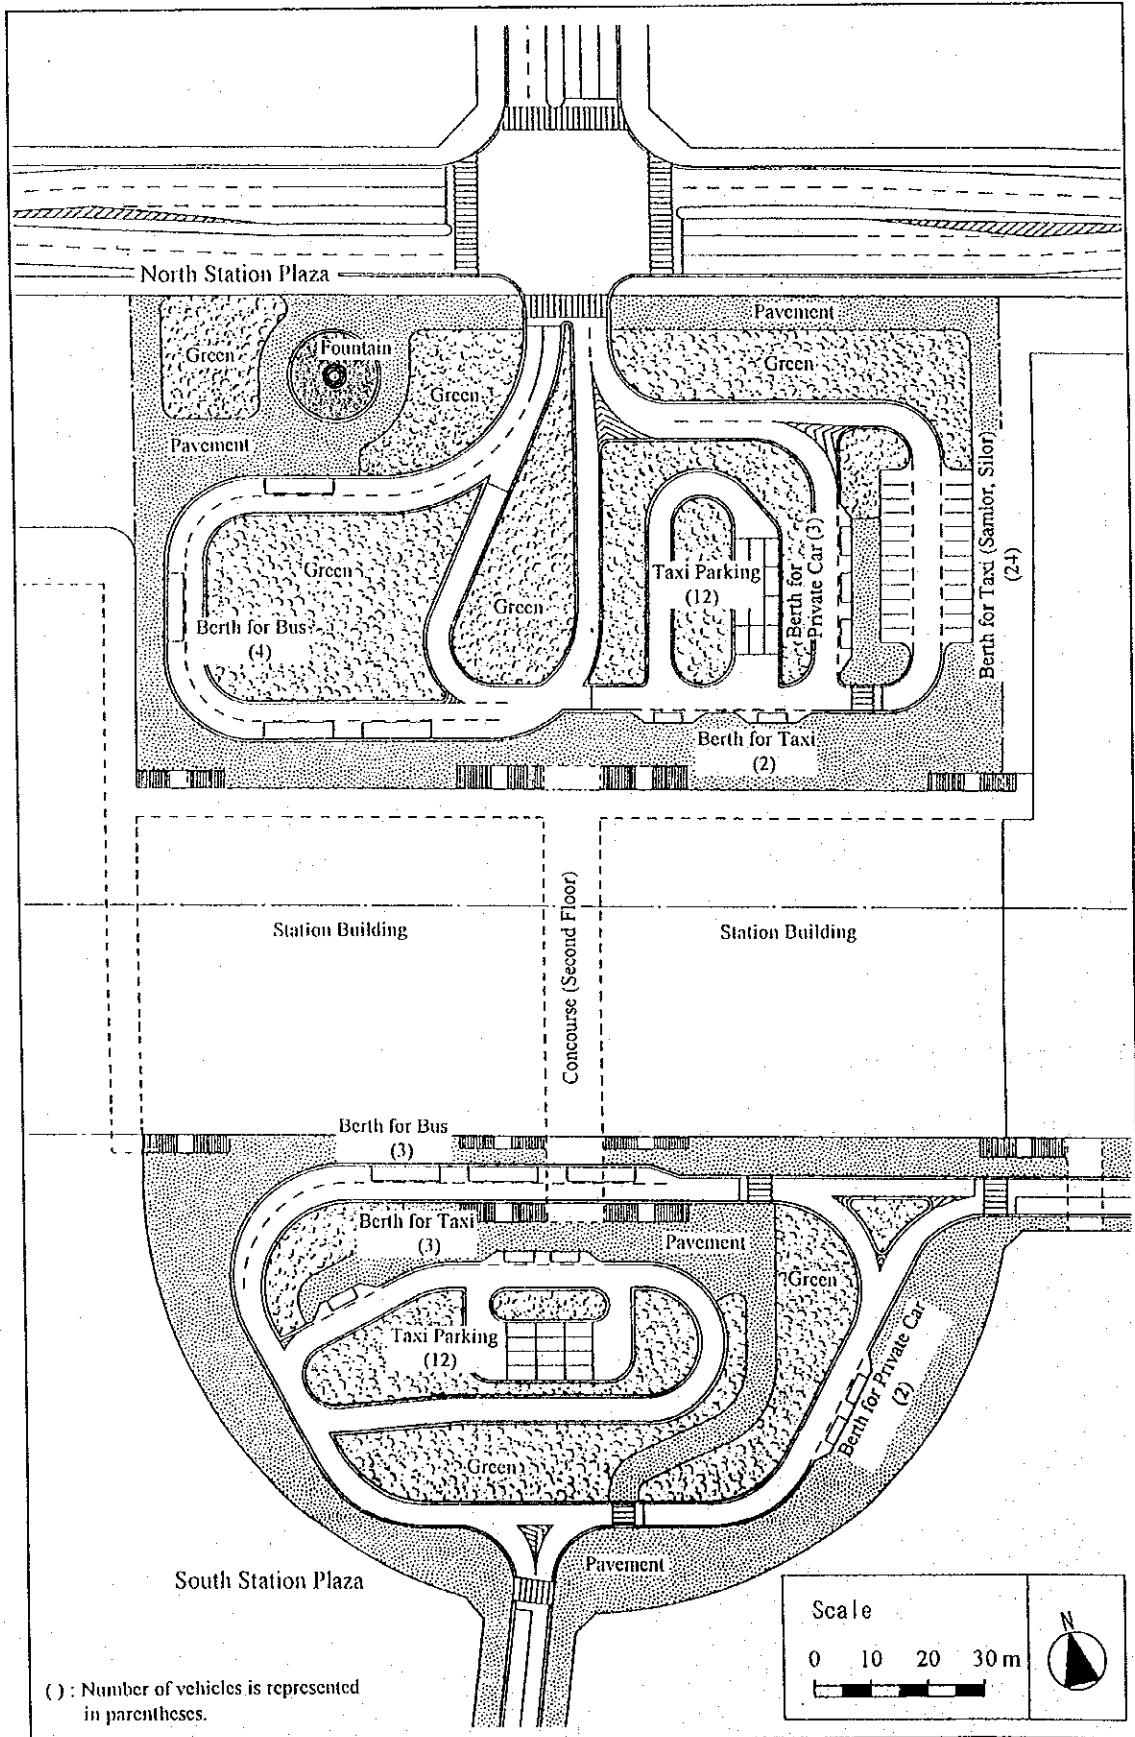 North Station Plaza
Pavement
Green
Fountain
Green
Green
Pavement
Berth for Taxi (Samlor, Silor)
(24)
Green
Taxi Parking
(12)
Berth for
Private Car (3)
Green
Berth for Bus
(4)
Berth for Taxi
(2)
Station Building
Concourse (Second Floor)
Station Building
Berth for Bus
(3)
Berth for Taxi
(3)
Pavement
Green
Taxi Parking
(12)
Berth for Private Car
(2)
Green
Pavement
South Station Plaza
Scale
0 10 20 30 m
N
( ) : Number of vehicles is represented
in parentheses.